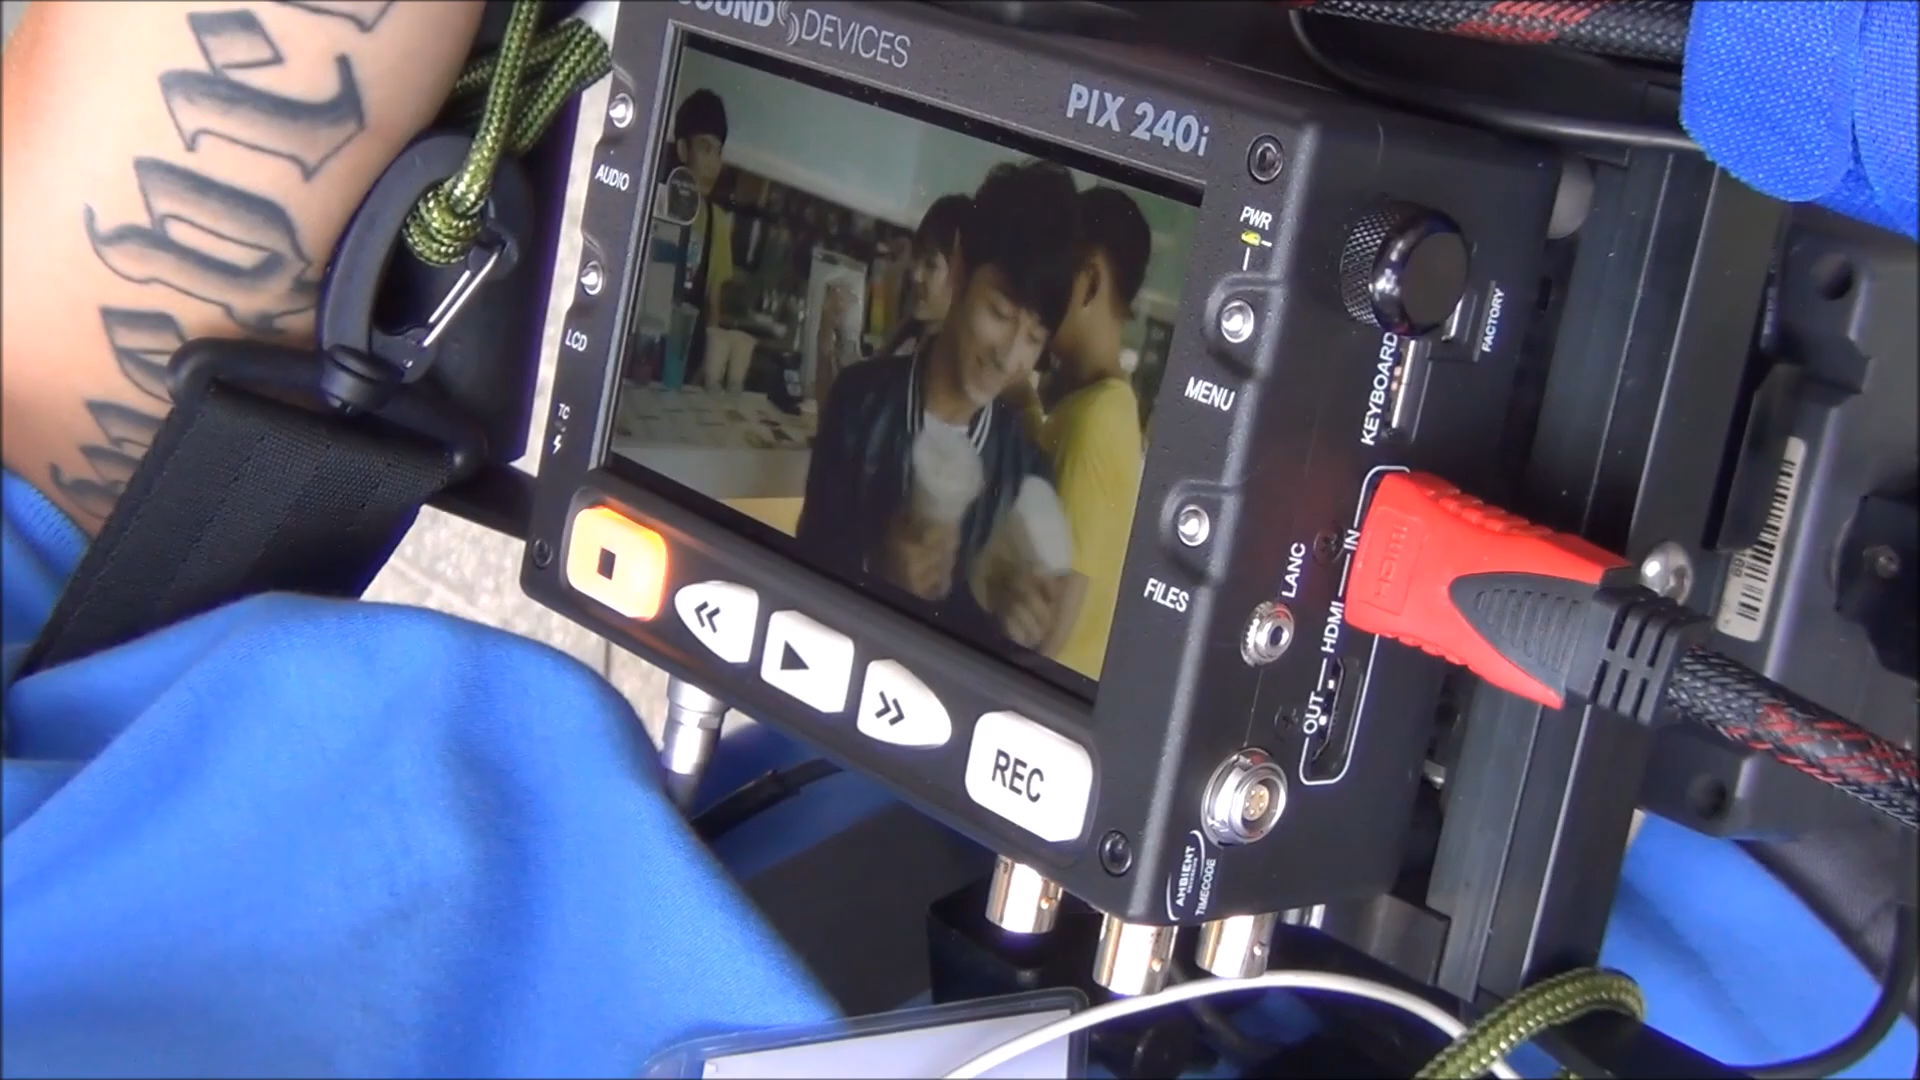 SOUND DEVICES
PIX 240i
AUDIO
PWR
LCD
MENU
TC
FILES
REC
KEYBOARD
FACTORY
LANC
IN
HDMI
OUT
HDMI
AMBIENT
TIMECODE